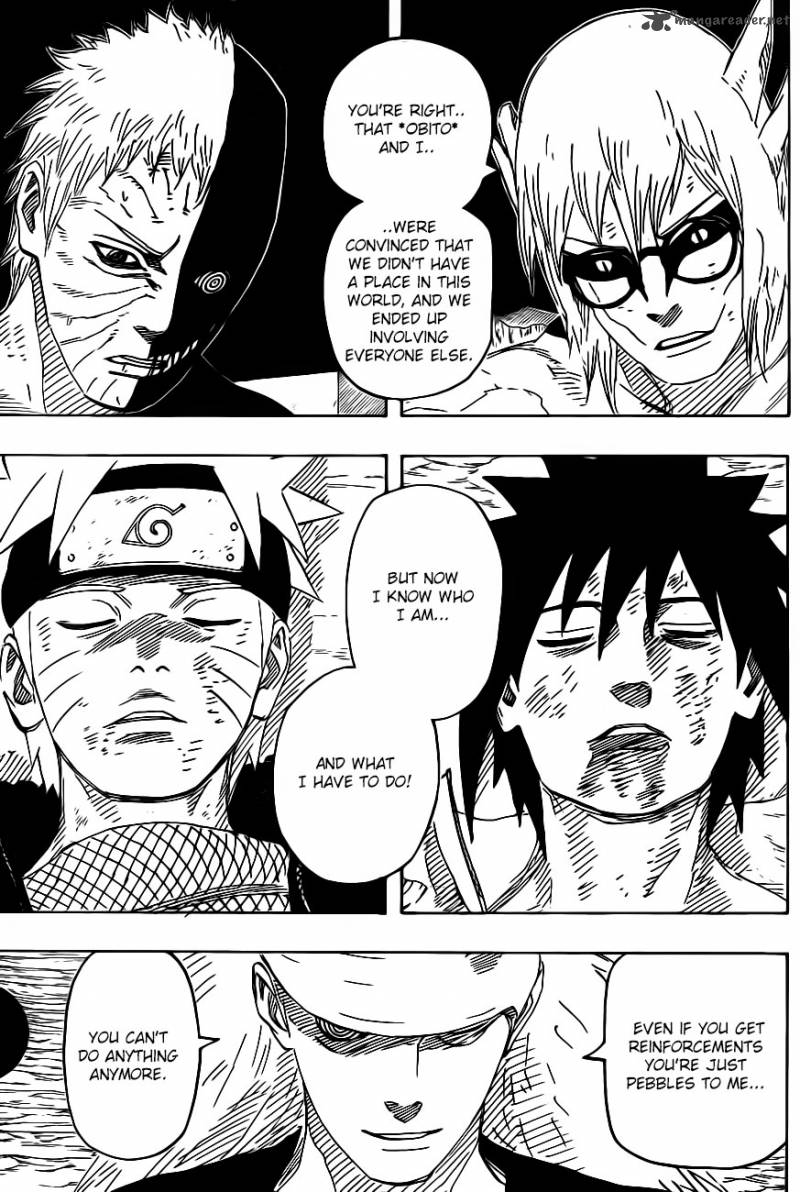 mangareader.net
YOU'RE RIGHT..
THAT *OBITO*
AND I..
..WERE
CONVINCED THAT
WE DIDN'T HAVE
A PLACE IN THIS
WORLD, AND WE
ENDED UP
INVOLVING
EVERYONE ELSE.
BUT NOW
I KNOW WHO
I AM...
AND WHAT
I HAVE TO DO!
EVEN IF YOU GET
REINFORCEMENTS
YOU'RE JUST
PEBBLES TO ME...
YOU CAN'T
DO ANYTHING
ANYMORE.